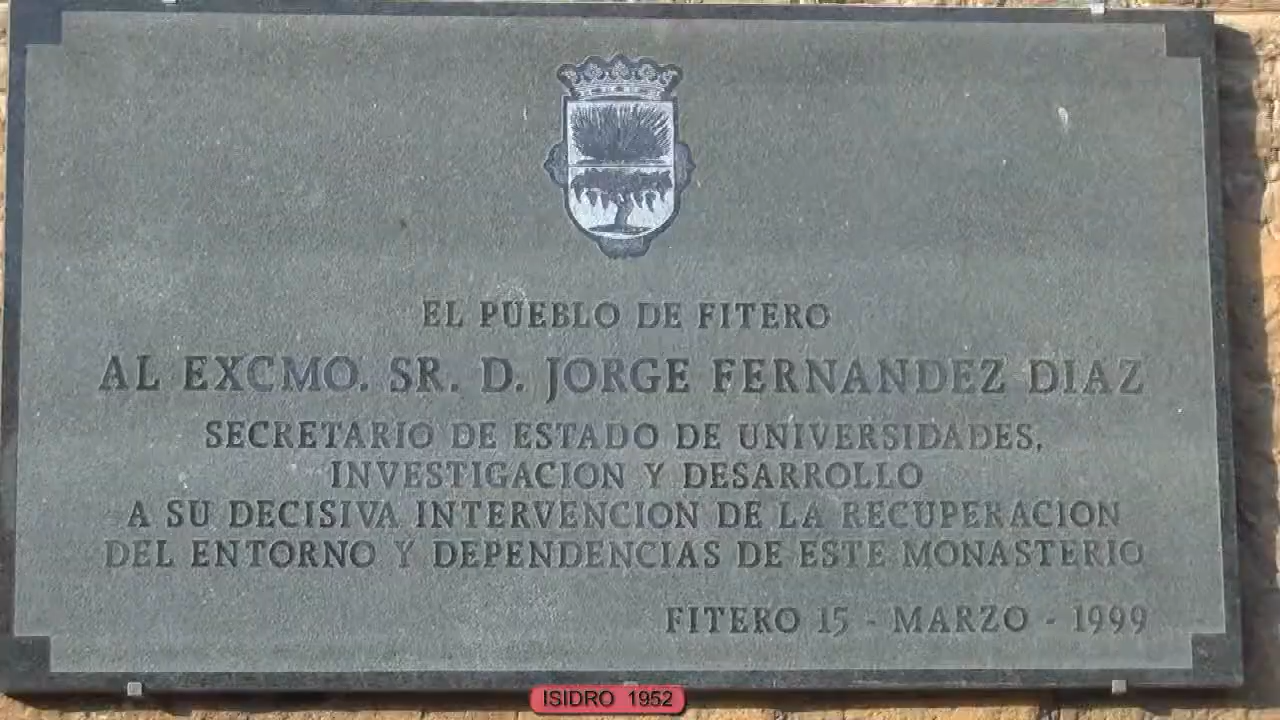 EL PUEBLO DE FITERO
AL EXCMO. SR. D. JORGE FERNANDEZ DIAZ
SECRETARIO DE ESTADO DE UNIVERSIDADES,
INVESTIGACION Y DESARROLLO
A SU DECISIVA INTERVENCION DE LA RECUPERACION
DEL ENTORNO Y DEPENDENCIAS DE ESTE MONASTERIO
FITERO 15 - MARZO - 1999
ISIDRO 1952